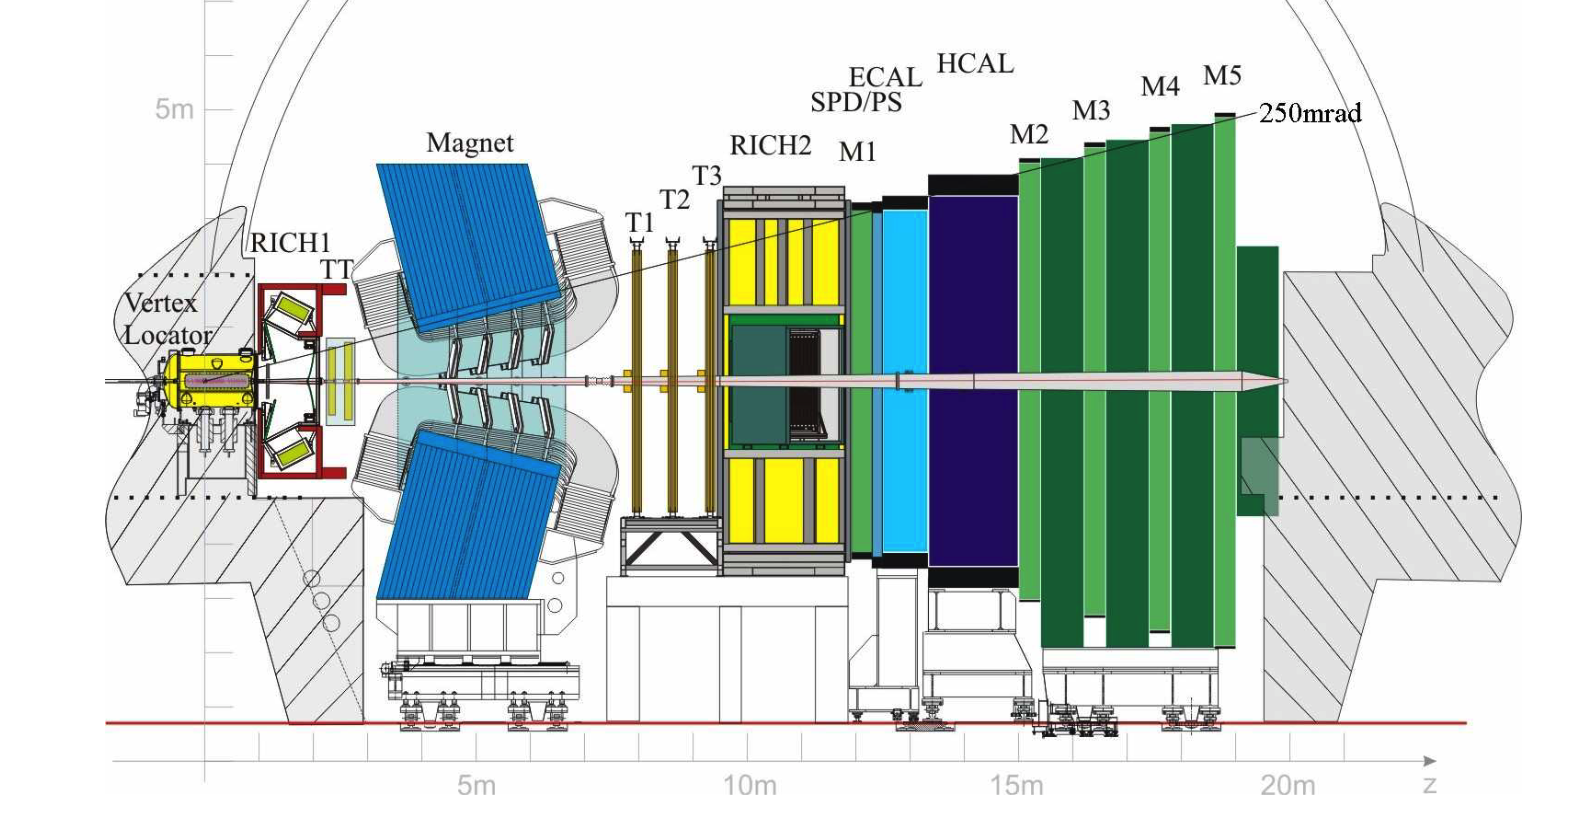 ECAL HCAL
SPD/PS
M5
M4
M3
M2
5m
250mrad
Magnet
RICH2 M1
T3
T2
T1
RICH1
TT
Vertex
Locator
5m 10m 15m 20m z